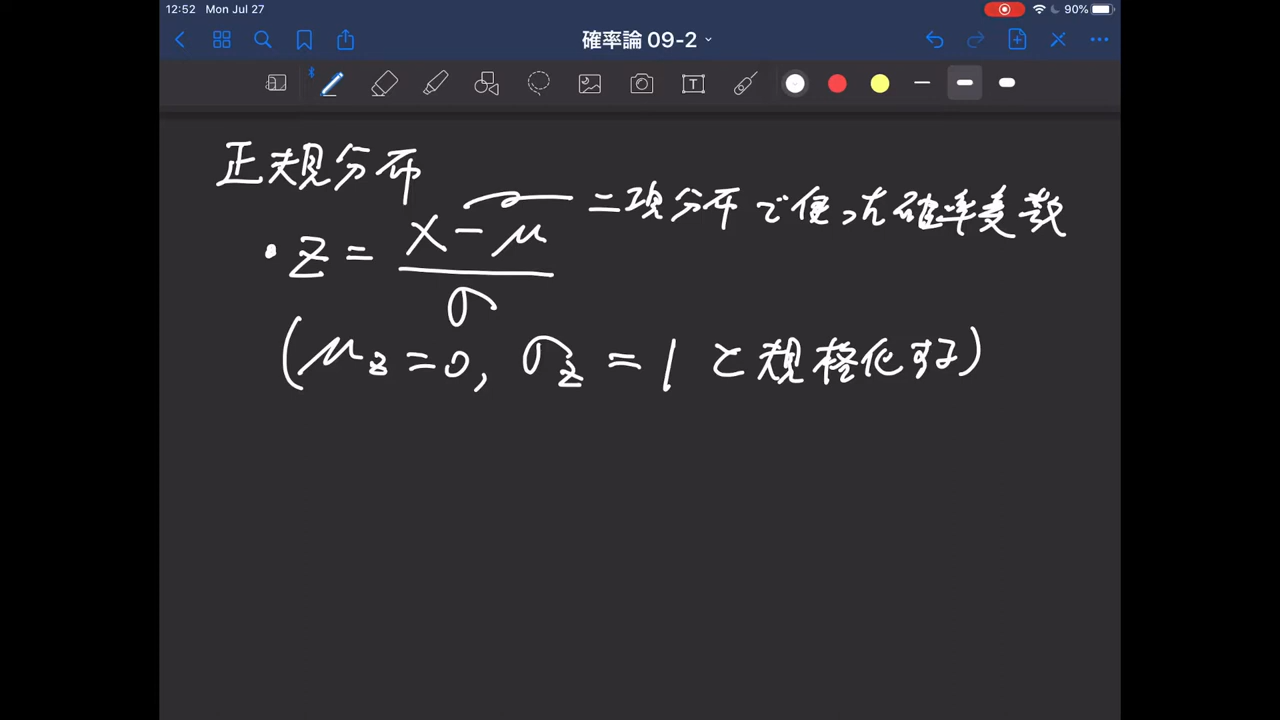 12:52 Mon Jul 27
90%
確率論 09-2
T
正規分布
二項分布で使った確率変数
・z = (x-μ)/σ
(μz=0, σz=1 と規格化する)